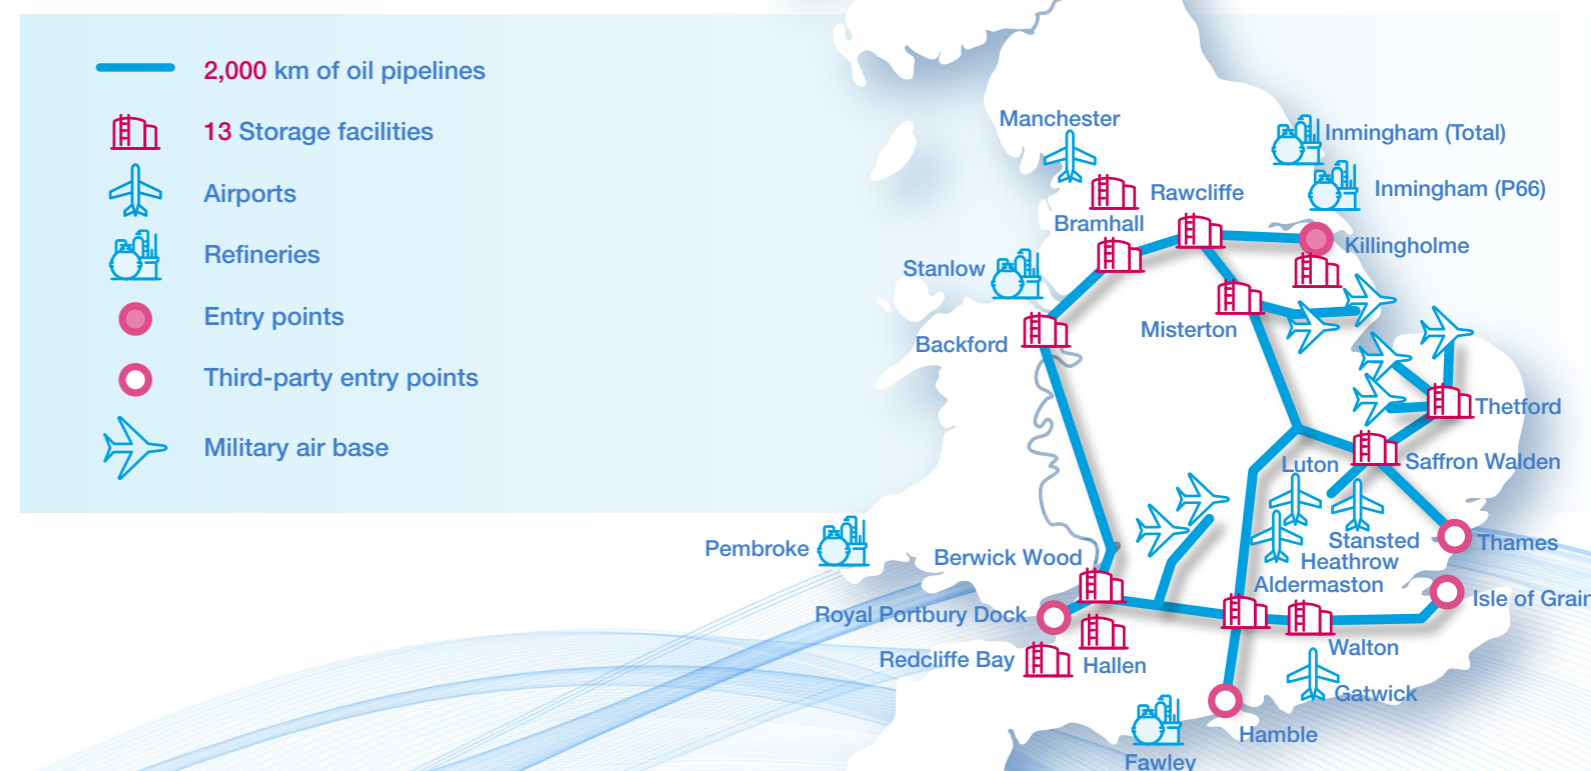 2,000 km of oil pipelines
13 Storage facilities
Airports
Refineries
Entry points
Third-party entry points
Military air base
Manchester
Inmingham (Total)
Inmingham (P66)
Rawcliffe
Bramhall
Killingholme
Stanlow
Misterton
Backford
Thetford
Luton
Saffron Walden
Pembroke
Stansted
Thames
Berwick Wood
Heathrow
Aldermaston
Isle of Grain
Royal Portbury Dock
Walton
Redcliffe Bay
Hallen
Gatwick
Hamble
Fawley